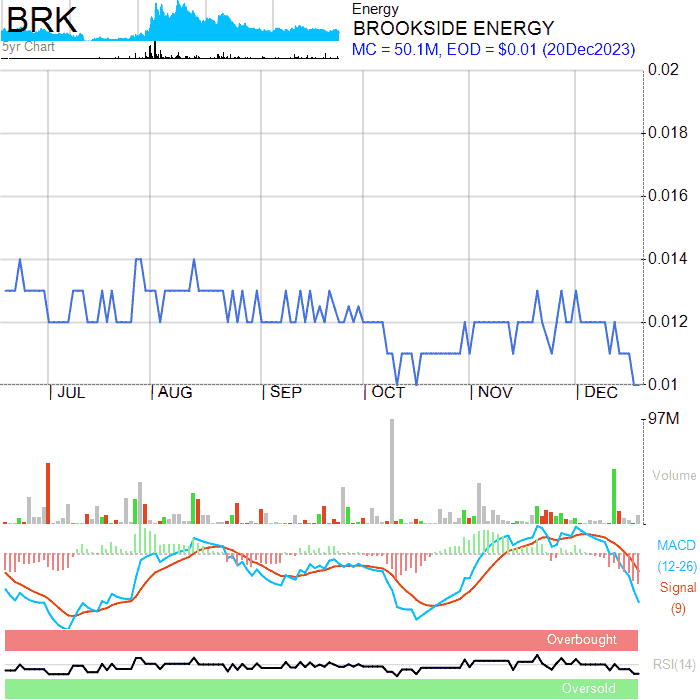 BRK
5yr Chart
Energy
BROOKSIDE ENERGY
MC = 50.1M, EOD = $0.01 (20Dec2023)
0.02
0.018
0.016
0.014
0.012
0.01
JUL AUG SEP OCT NOV DEC
97M
Volume
MACD
(12-26)
Signal
(9)
Overbought
RSI(14)
Oversold